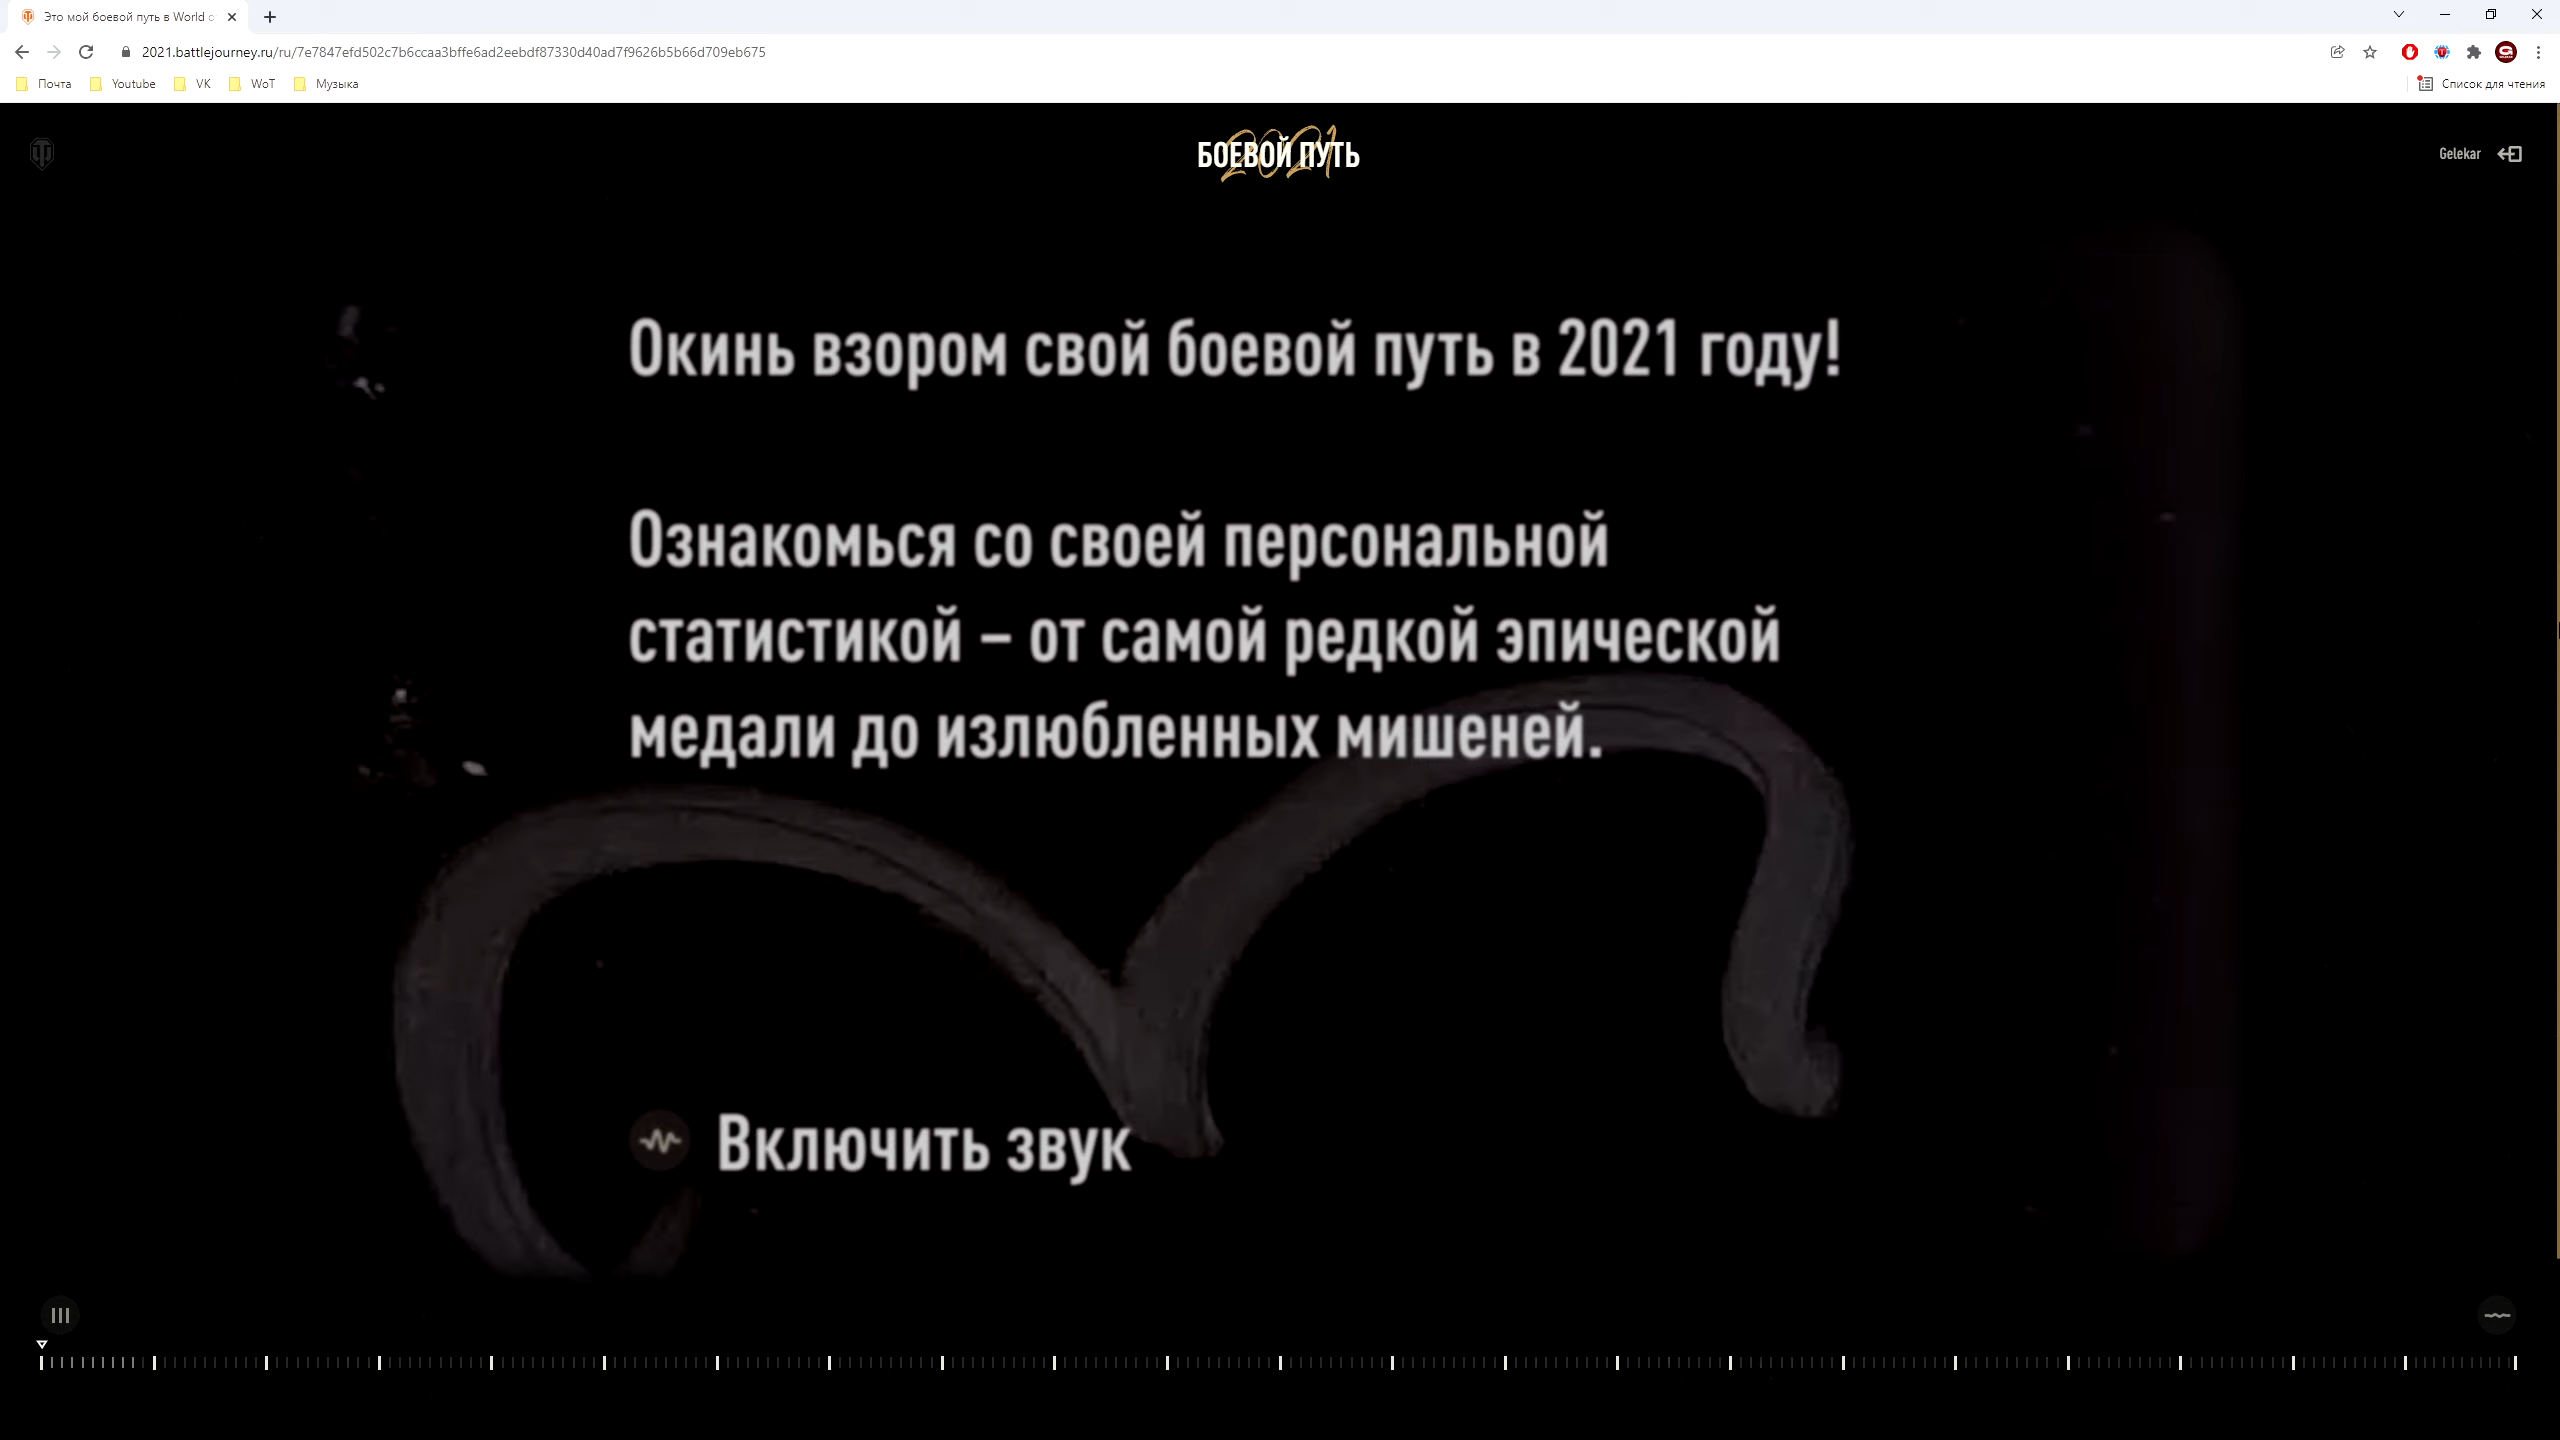 Это мой боевой путь в World
2021.battlejourney.ru/ru/7e7847efd502c7b6ccaa3bffe6ad2eebdf87330d40ad7f9626b5b66d709eb675
Почта Youtube VK WoT Музыка Список для чтения
БОЕВОЙ ПУТЬ
2021
Gelekar
Окинь взором свой боевой путь в 2021 году!
Ознакомься со своей персональной
статистикой – от самой редкой эпической
медали до излюбленных мишеней.
Включить звук